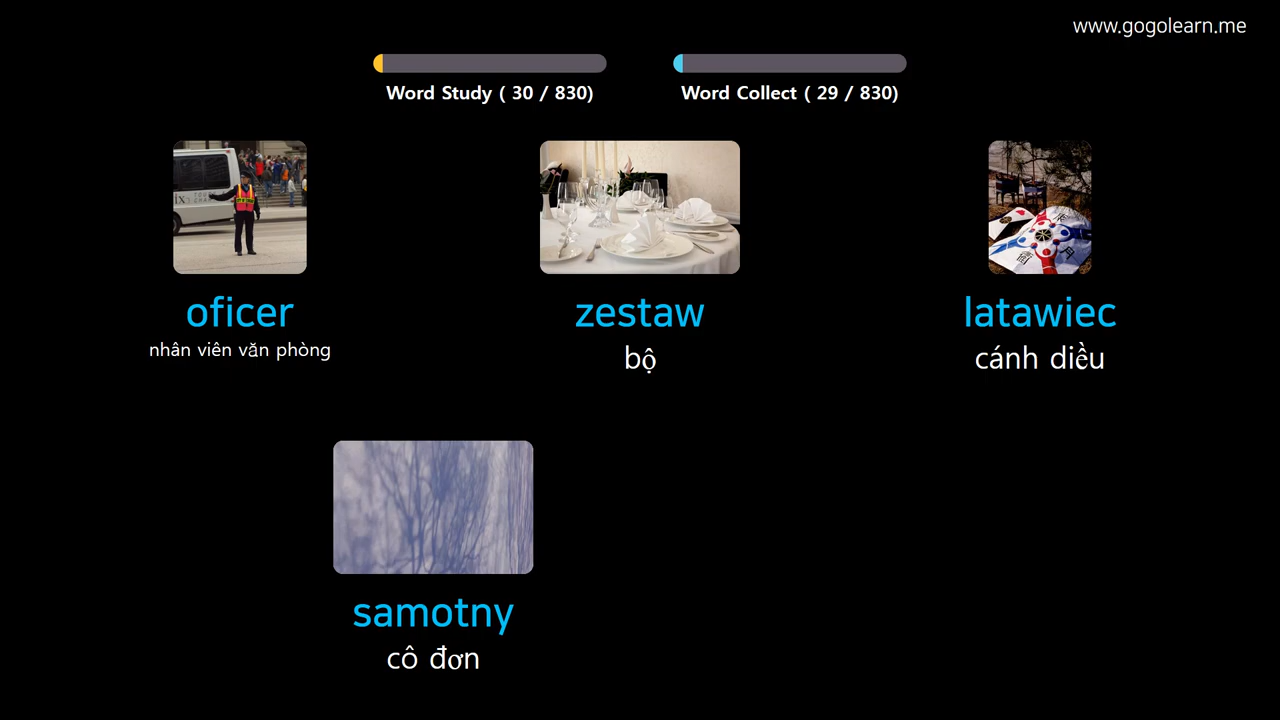 www.gogolearn.me
Word Study ( 30 / 830)
Word Collect ( 29 / 830)
oficer
nhân viên văn phòng
zestaw
bộ
latawiec
cánh diều
samotny
cô đơn